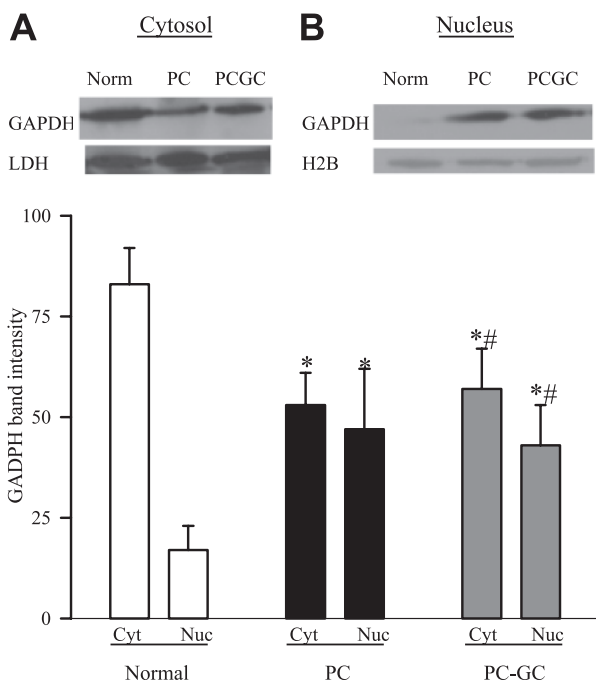 A Cytosol B Nucleus
Norm PC PCGC Norm PC PCGC
GAPDH GAPDH
LDH H2B
100
75
50
25
0
GADPH band intensity
* * *# *#
Cyt Nuc Cyt Nuc Cyt Nuc
Normal PC PC-GC